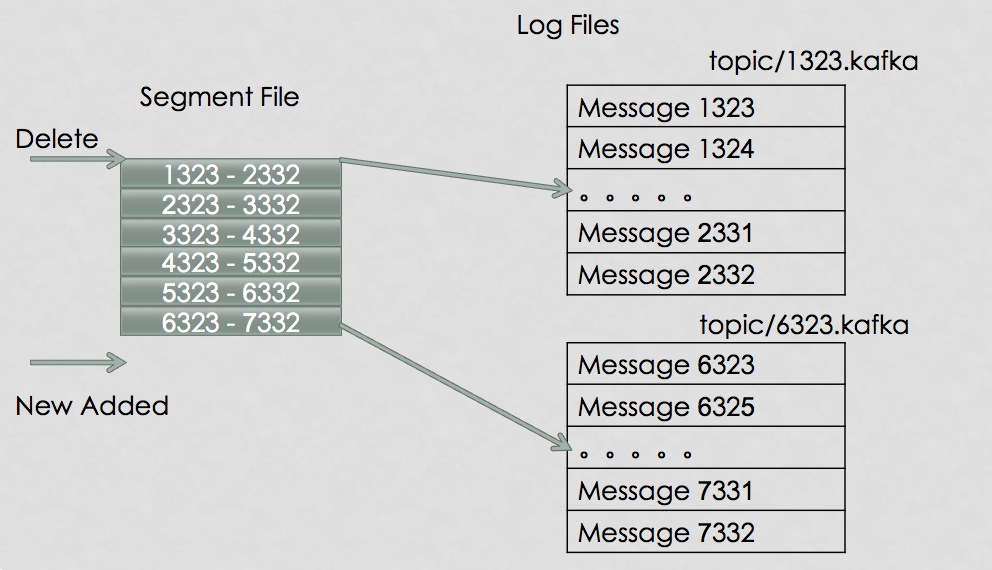 Log Files
topic/1323.kafka
Segment File
Delete
1323 - 2332
2323 - 3332
3323 - 4332
4323 - 5332
5323 - 6332
6323 - 7332
New Added
Message 1323
Message 1324
。。。。。
Message 2331
Message 2332
topic/6323.kafka
Message 6323
Message 6325
。。。。。
Message 7331
Message 7332